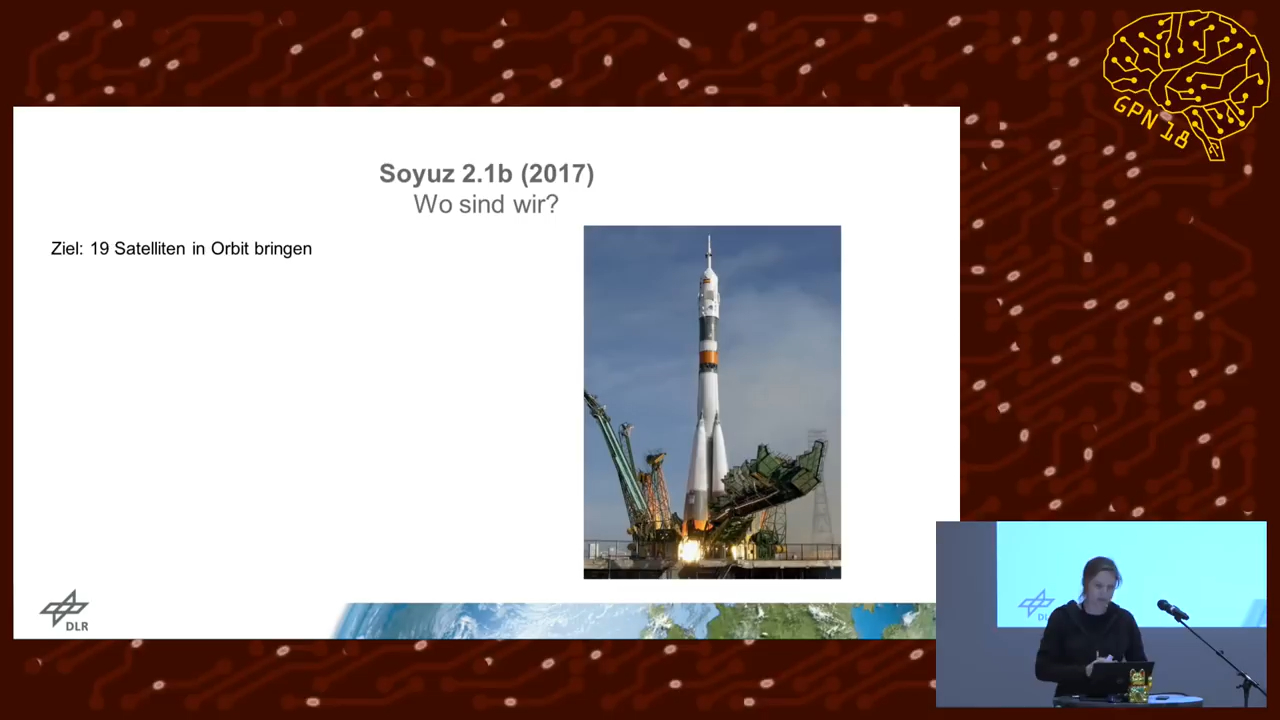 GPN 18
Soyuz 2.1b (2017)
Wo sind wir?
Ziel: 19 Satelliten in Orbit bringen
DLR